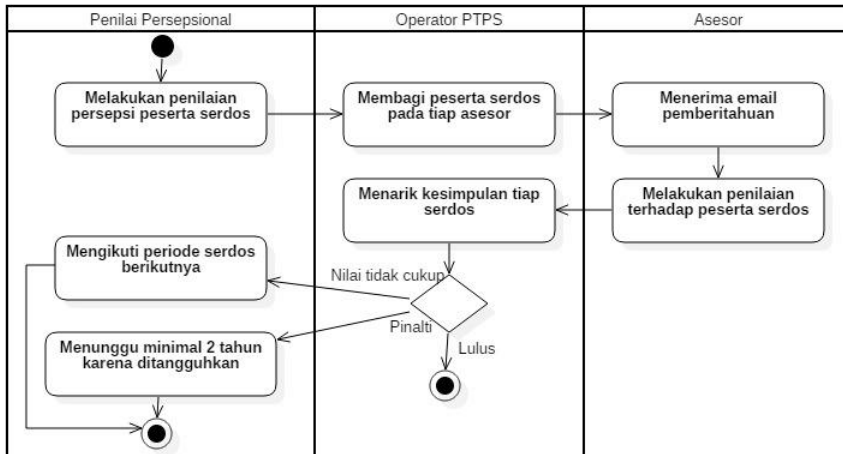 Penilai Persepsional
Operator PTPS
Asesor
Melakukan penilaian
persepsi peserta serdos
Membagi peserta serdos
pada tiap asesor
Menerima email
pemberitahuan
Menarik kesimpulan tiap
serdos
Melakukan penilaian
terhadap peserta serdos
Mengikuti periode serdos
berikutnya
Nilai tidak cukup
Pinalti
Menunggu minimal 2 tahun
karena ditangguhkan
Lulus